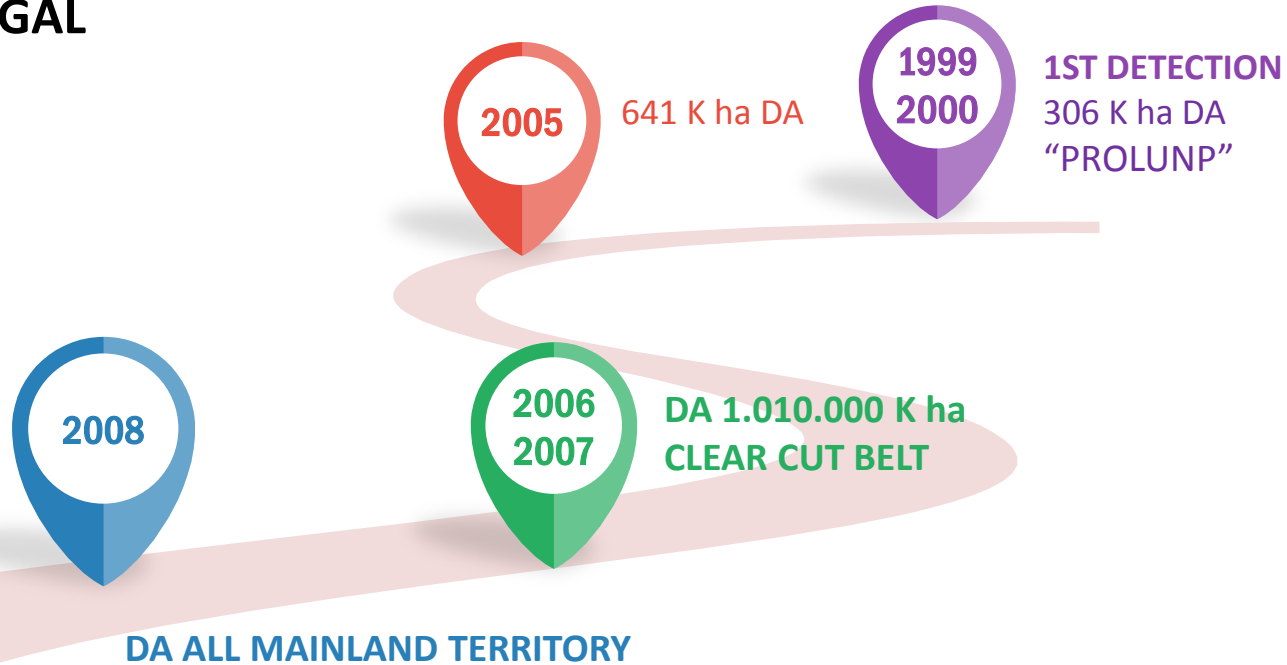 GAL
1999
2000
1ST DETECTION
306 K ha DA
“PROLUNP”
2005
641 K ha DA
2006
2007
DA 1.010.000 K ha
CLEAR CUT BELT
2008
DA ALL MAINLAND TERRITORY